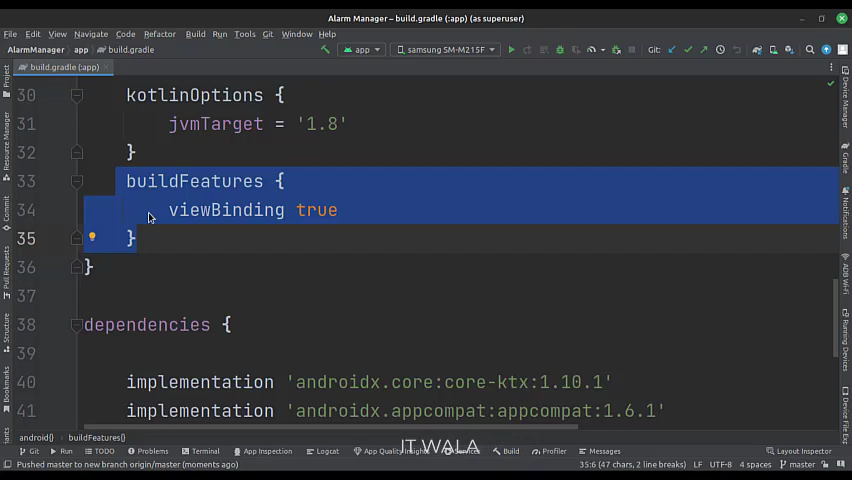 Alarm Manager – build.gradle (:app) (as superuser)
File Edit View Navigate Code Refactor Build Run Tools Git Window Help
AlarmManager app build.gradle app samsung SM-M215F Git:
build.gradle (:app)
30 kotlinOptions {
31 jvmTarget = '1.8'
32 }
33 buildFeatures {
34 viewBinding true
35 }
36 }
37
38 dependencies {
39
40 implementation 'androidx.core:core-ktx:1.10.1'
41 implementation 'androidx.appcompat:appcompat:1.6.1'
Project
Resource Manager
Commit
Pull Requests
Structure
Bookmarks
Device Manager
Gradle
Notifications
ADB Wi-Fi
Running Devices
Device File Exp
android{} buildFeatures{}
IT WALA
Git Run TODO Problems Terminal App Inspection Logcat App Quality Insights Services Build Profiler Messages Layout Inspector
Pushed master to new branch origin/master (moments ago) 35:6 (47 chars, 2 line breaks) LF UTF-8 4 spaces master